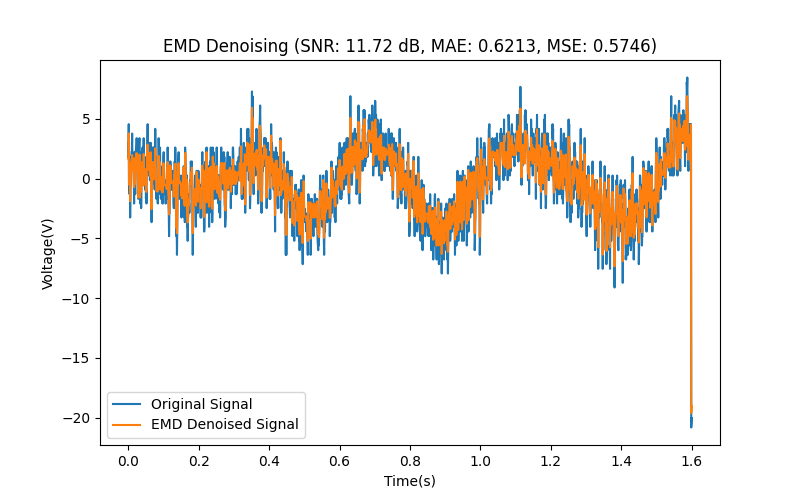 EMD Denoising (SNR: 11.72 dB, MAE: 0.6213, MSE: 0.5746)
5
0
−5
−10
−15
−20
Voltage(V)
Original Signal
EMD Denoised Signal
0.0 0.2 0.4 0.6 0.8 1.0 1.2 1.4 1.6
Time(s)